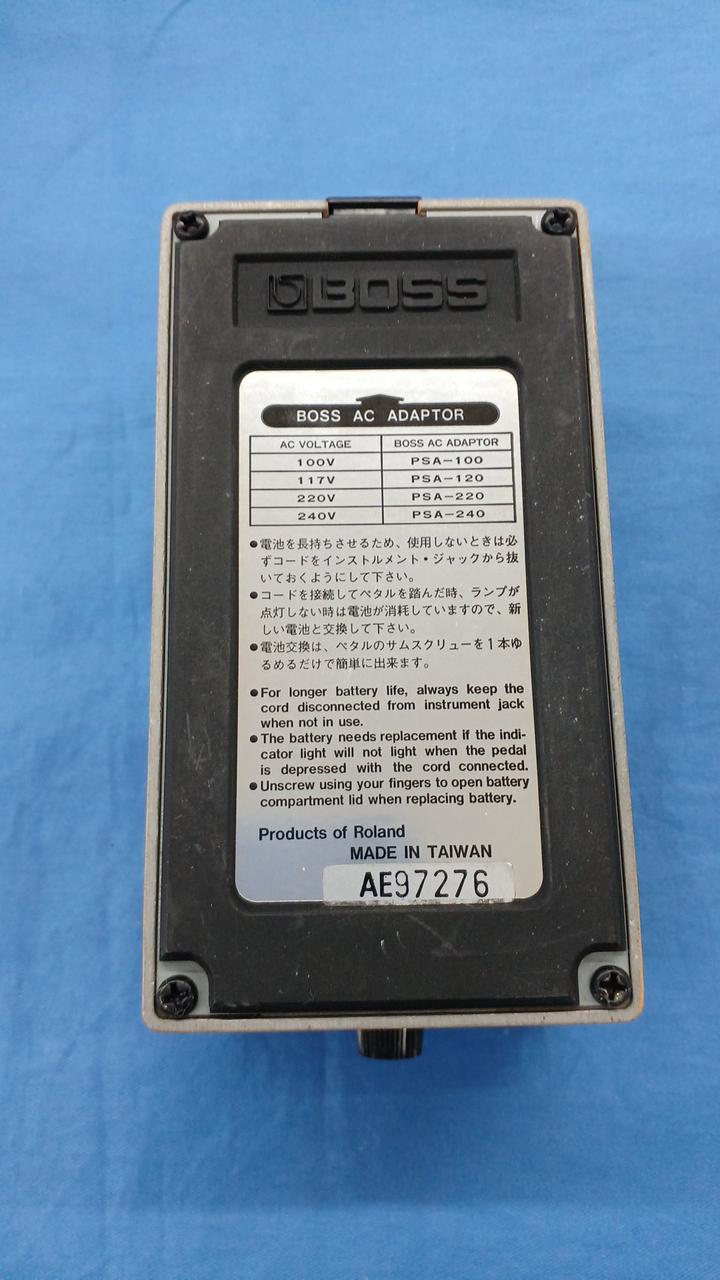 BOSS
BOSS AC ADAPTOR
AC VOLTAGE BOSS AC ADAPTOR
100V PSA-100
117V PSA-120
220V PSA-220
240V PSA-240
●電池を長持ちさせるため、使用しないときは必
ずコードをインストルメント・ジャックから抜
いておくようにして下さい。
●コードを接続してペタルを踏んだ時、ランプが
点灯しない時は電池が消耗していますので、新
しい電池と交換して下さい。
●電池交換は、ペタルのサムスクリューを1本ゆ
るめるだけで簡単に出来ます。
●For longer battery life, always keep the
cord disconnected from instrument jack
when not in use.
●The battery needs replacement if the indi-
cator light will not light when the pedal
is depressed with the cord connected.
●Unscrew using your fingers to open battery
compartment lid when replacing battery.
Products of Roland
MADE IN TAIWAN
AE97276